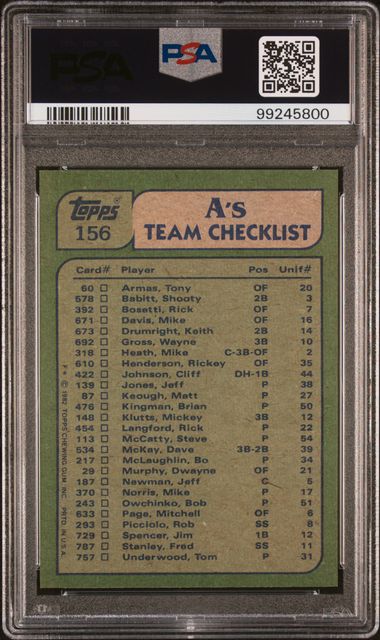 PSA PSA
99245800
Topps
156
A's
TEAM CHECKLIST
Card# Player Pos Unif#
60 Armas, Tony OF 20
578 Babitt, Shooty 2B 3
392 Bosetti, Rick OF 7
671 Davis, Mike OF 16
673 Drumright, Keith 2B 14
692 Gross, Wayne 3B 10
318 Heath, Mike C-3B-OF 2
610 Henderson, Rickey OF 35
422 Johnson, Cliff DH-1B 44
139 Jones, Jeff P 38
87 Keough, Matt P 27
476 Kingman, Brian P 50
148 Klutts, Mickey 3B 12
454 Langford, Rick P 22
113 McCatty, Steve P 54
534 McKay, Dave 3B-2B 39
217 McLaughlin, Bo P 34
29 Murphy, Dwayne OF 21
187 Newman, Jeff C 5
370 Norris, Mike P 17
243 Owchinko, Bob P 51
633 Page, Mitchell OF 6
293 Picciolo, Rob SS 8
729 Spencer, Jim 1B 12
787 Stanley, Fred SS 11
757 Underwood, Tom P 31
F* © 1982 TOPPS CHEWING GUM, INC. PRTD. IN U.S.A.